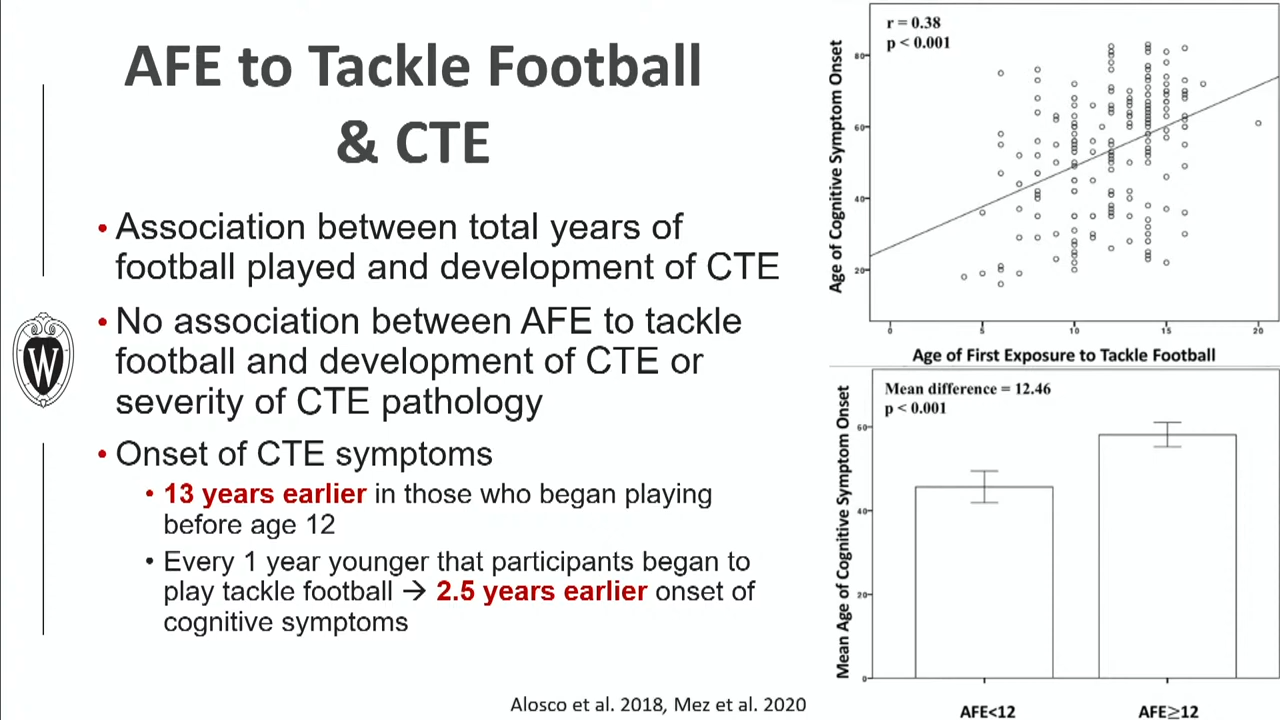 AFE to Tackle Football
& CTE
• Association between total years of
football played and development of CTE
• No association between AFE to tackle
football and development of CTE or
severity of CTE pathology
• Onset of CTE symptoms
• 13 years earlier in those who began playing
before age 12
• Every 1 year younger that participants began to
play tackle football → 2.5 years earlier onset of
cognitive symptoms
Alosco et al. 2018, Mez et al. 2020
W
r = 0.38
p < 0.001
Age of Cognitive Symptom Onset
80
60
40
20
0 5 10 15 20
Age of First Exposure to Tackle Football
Mean difference = 12.46
p < 0.001
Mean Age of Cognitive Symptom Onset
60
40
20
0
AFE<12 AFE≥12